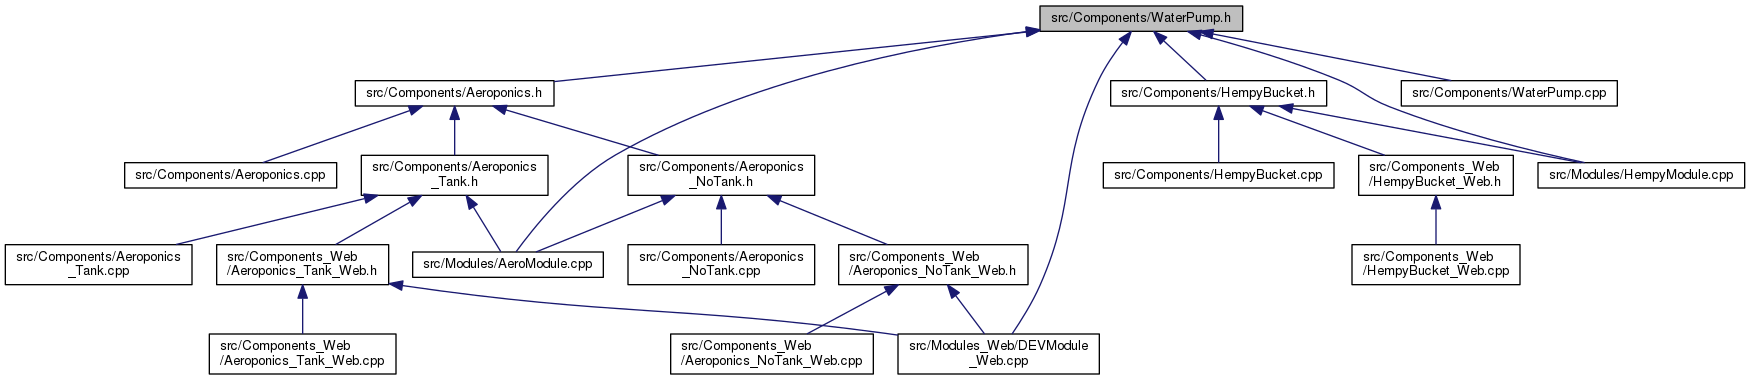 src/Components/WaterPump.h
src/Components/Aeroponics.h
src/Components/HempyBucket.h
src/Components/WaterPump.cpp
src/Components/Aeroponics.cpp
src/Components/Aeroponics
_Tank.h
src/Components/Aeroponics
_NoTank.h
src/Components/HempyBucket.cpp
src/Components_Web
/HempyBucket_Web.h
src/Modules/HempyModule.cpp
src/Components/Aeroponics
_Tank.cpp
src/Components_Web
/Aeroponics_Tank_Web.h
src/Modules/AeroModule.cpp
src/Components/Aeroponics
_NoTank.cpp
src/Components_Web
/Aeroponics_NoTank_Web.h
src/Components_Web
/HempyBucket_Web.cpp
src/Components_Web
/Aeroponics_Tank_Web.cpp
src/Components_Web
/Aeroponics_NoTank_Web.cpp
src/Modules_Web/DEVModule
_Web.cpp